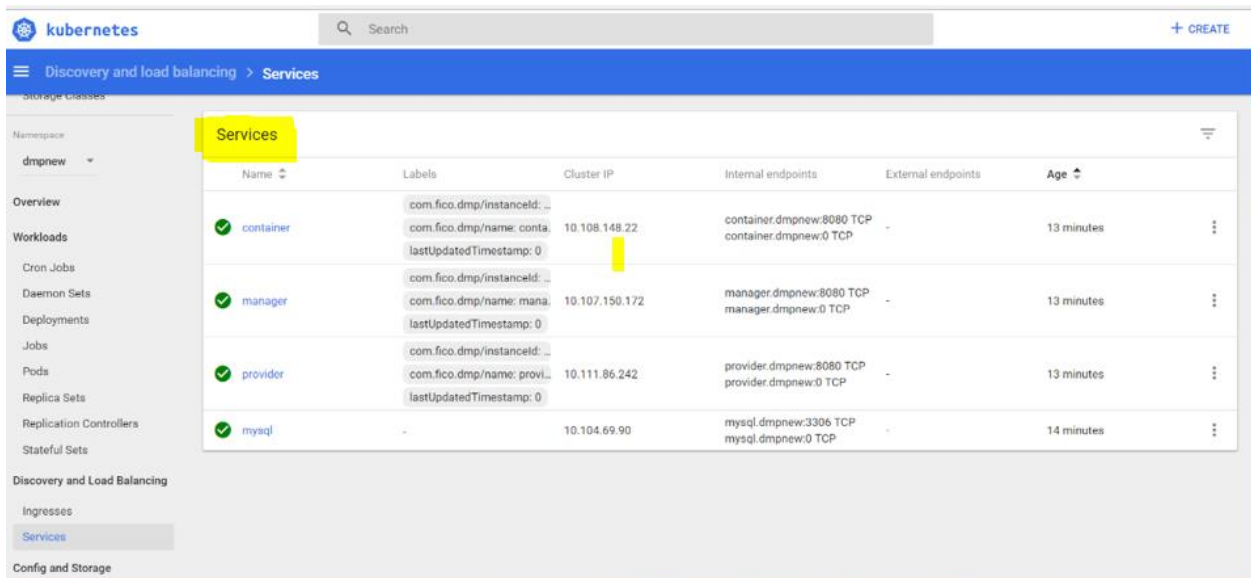 kubernetes
Search
+ CREATE
Discovery and load balancing > Services
Storage Classes
Namespace
dmpnew
Overview
Workloads
Cron Jobs
Daemon Sets
Deployments
Jobs
Pods
Replica Sets
Replication Controllers
Stateful Sets
Discovery and Load Balancing
Ingresses
Services
Config and Storage
Services
Name Labels Cluster IP Internal endpoints External endpoints Age
container
com.fico.dmp/instanceId: ...
com.fico.dmp/name: conta.
lastUpdatedTimestamp: 0
10.108.148.22
container.dmpnew:8080 TCP
container.dmpnew:0 TCP
-
13 minutes
manager
com.fico.dmp/instanceId: ...
com.fico.dmp/name: mana.
lastUpdatedTimestamp: 0
10.107.150.172
manager.dmpnew:8080 TCP
manager.dmpnew:0 TCP
-
13 minutes
provider
com.fico.dmp/instanceId: ...
com.fico.dmp/name: provi...
lastUpdatedTimestamp: 0
10.111.86.242
provider.dmpnew:8080 TCP
provider.dmpnew:0 TCP
-
13 minutes
mysql
-
10.104.69.90
mysql.dmpnew:3306 TCP
mysql.dmpnew:0 TCP
-
14 minutes